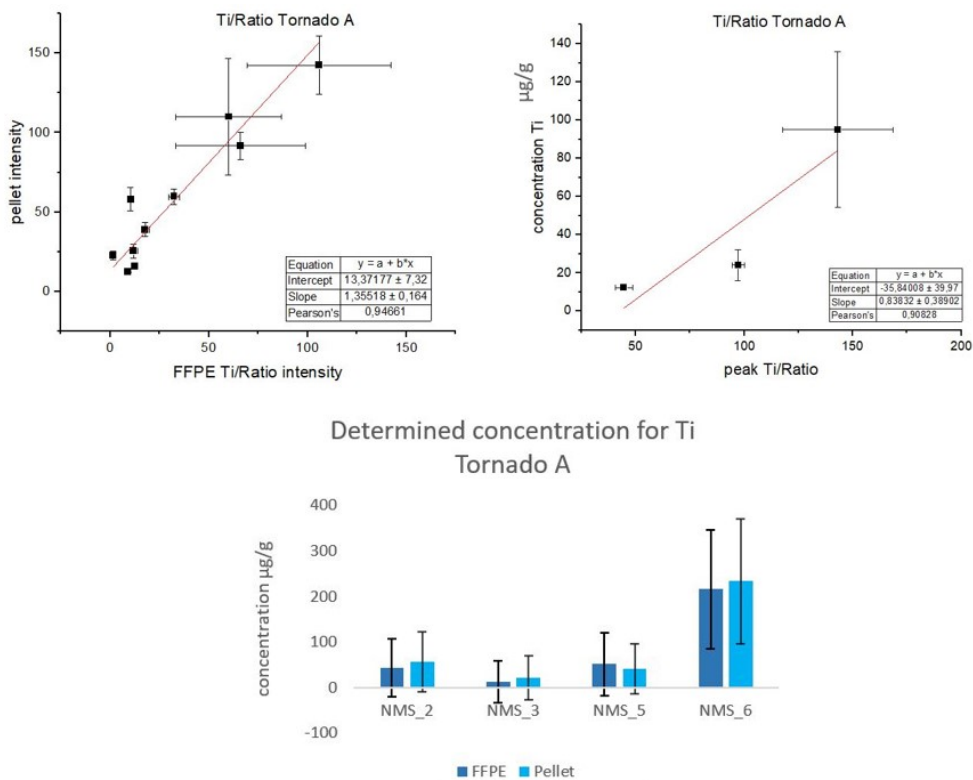 Ti/Ratio Tornado A
150
100
50
0
pellet intensity
Equation y = a + b*x
Intercept 13,37177 ± 7,32
Slope 1,35518 ± 0,164
Pearson's 0,94661
0 50 100 150
FFPE Ti/Ratio intensity
Ti/Ratio Tornado A
140
120
100
80
60
40
20
0
µg/g
concentration Ti
Equation y = a + b*x
Intercept -35,84008 ± 39,97
Slope 0,83832 ± 0,38902
Pearson's 0,90828
50 100 150 200
peak Ti/Ratio
Determined concentration for Ti
Tornado A
400
300
200
100
0
-100
concentration µg/g
NMS_2 NMS_3 NMS_5 NMS_6
FFPE Pellet